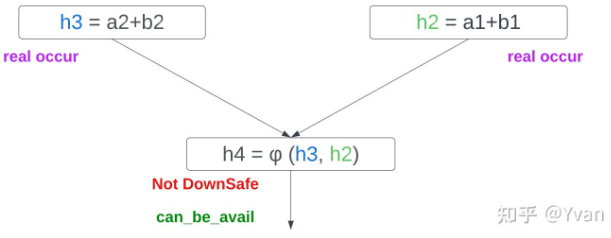 h3 = a2+b2
h2 = a1+b1
real occur
real occur
h4 = φ (h3, h2)
Not DownSafe
can_be_avail
知乎 @Yvan